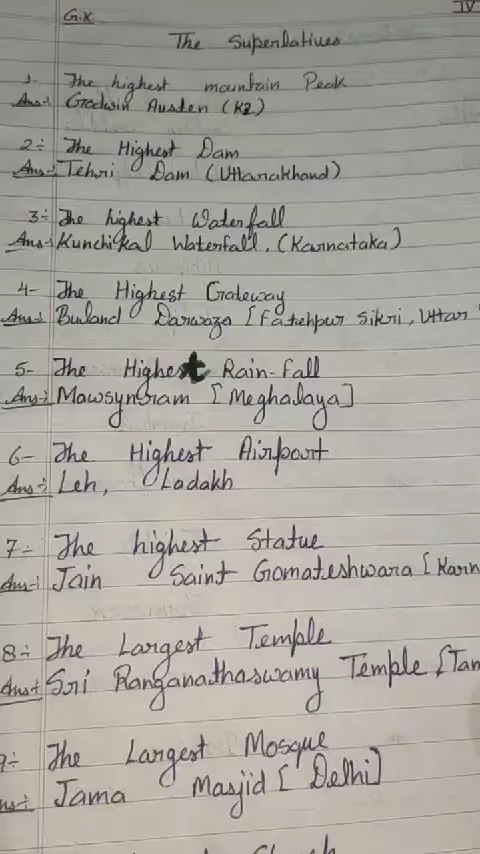 G.K
IV
The Superlatives
1- The highest mountain Peak
Ans:- Godwin Austen (K2)
2÷ The Highest Dam
Ans:- Tehri Dam (Uttarakhand)
3÷ The highest Waterfall
Ans:- Kunchikal Waterfall, (Karnataka)
4- The Highest Gateway
Ans:- Buland Darwaza [Fatehpur Sikri, Uttar
5- The Highest Rain-fall
Ans:- Mawsynram [Meghalaya]
6- The Highest Airport
Ans:- Leh, Ladakh
7- The highest Statue
Ans:- Jain Saint Gomateshwara [Karn
8÷ The Largest Temple
Ans:- Sri Ranganathaswamy Temple [Tam
9÷ The Largest Mosque
Ans:- Jama Masjid [Delhi]